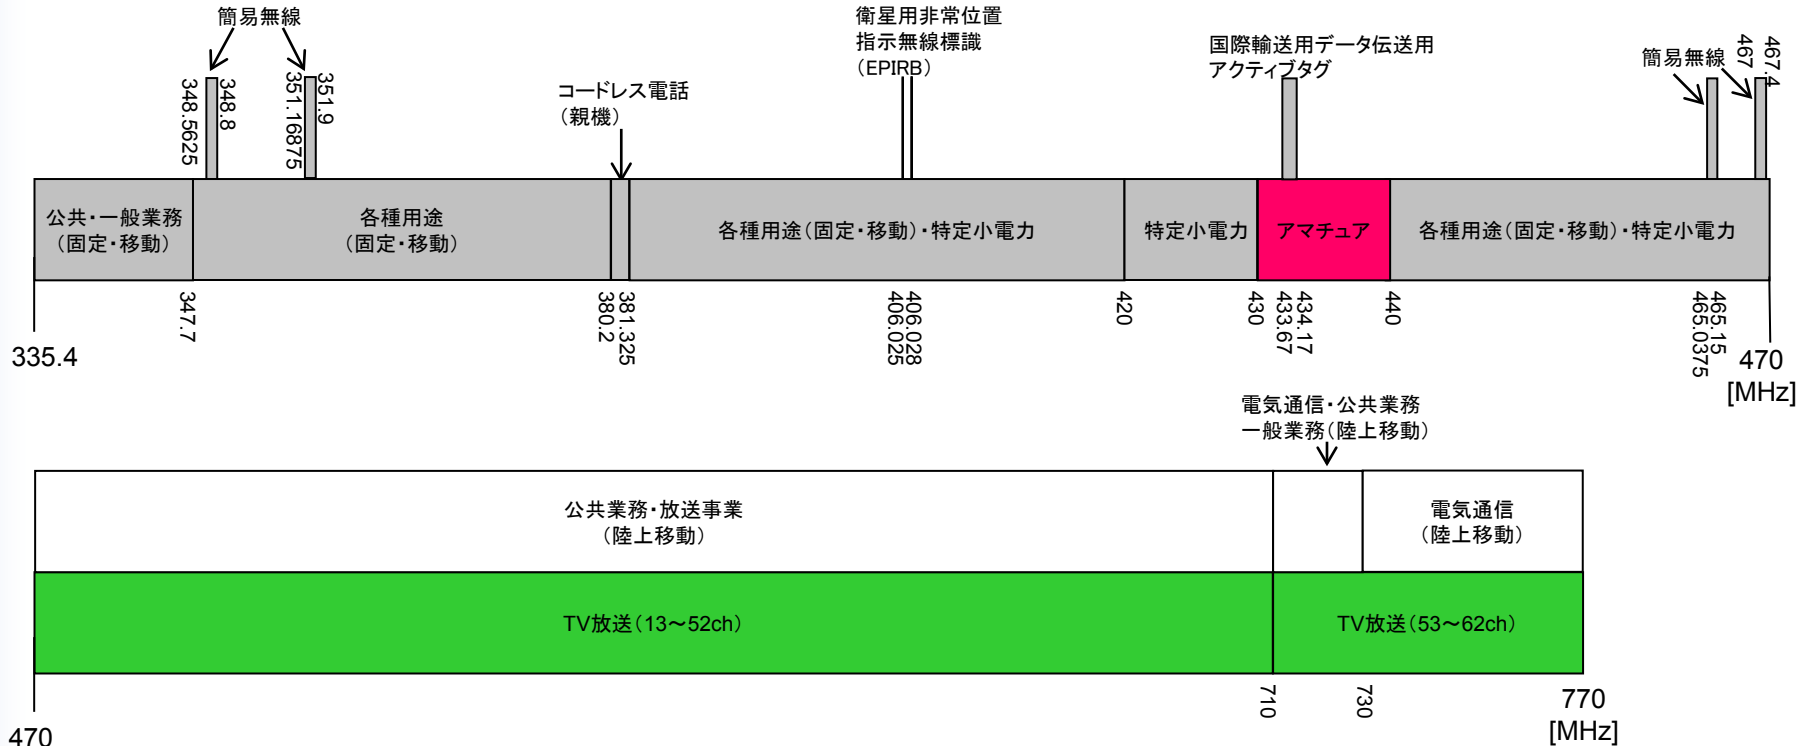 簡易無線
348.5625
348.8
351.16875
351.9
コードレス電話
（親機）
衛星用非常位置
指示無線標識
（EPIRB）
国際輸送用データ伝送用
アクティブタグ
簡易無線
467
467.4
公共・一般業務
（固定・移動）
各種用途
（固定・移動）
各種用途（固定・移動）・特定小電力
特定小電力
アマチュア
各種用途（固定・移動）・特定小電力
335.4
347.7
380.2
381.325
406.025
406.028
420
430
433.67
434.17
440
465.0375
465.15
470
[MHz]
電気通信・公共業務
一般業務（陸上移動）
公共業務・放送事業
（陸上移動）
電気通信
（陸上移動）
TV放送（13～52ch）
TV放送（53～62ch）
470
710
730
770
[MHz]